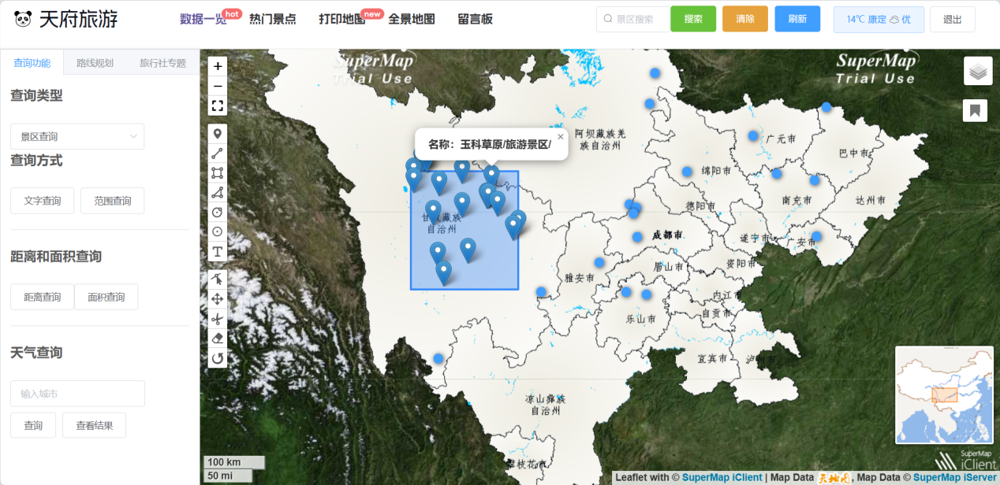 天府旅游
数据一览 hot
热门景点
打印地图 new
全景地图
留言板
景区搜索
搜索
清除
刷新
14℃ 康定 优
退出
查询功能
路线规划
旅行社专题
查询类型
景区查询
查询方式
文字查询
范围查询
距离和面积查询
距离查询
面积查询
天气查询
输入城市
查询
查看结果
+
−
T
SuperMap
Trial Use
SuperMap
Trial Use
名称：玉科草原/旅游景区/
×
阿坝藏族羌
族自治州
广元市
巴中市
绵阳市
南充市
达州市
德阳市
甘孜藏族
自治州
成都市
遂宁市
广安市
资阳市
眉山市
雅安市
内江市
自贡市
乐山市
宜宾市
泸州市
凉山彝族
自治州
攀枝花市
100 km
50 mi
SuperMap
iClient
Leaflet with © SuperMap iClient | Map Data 天地图, Map Data © SuperMap iServer